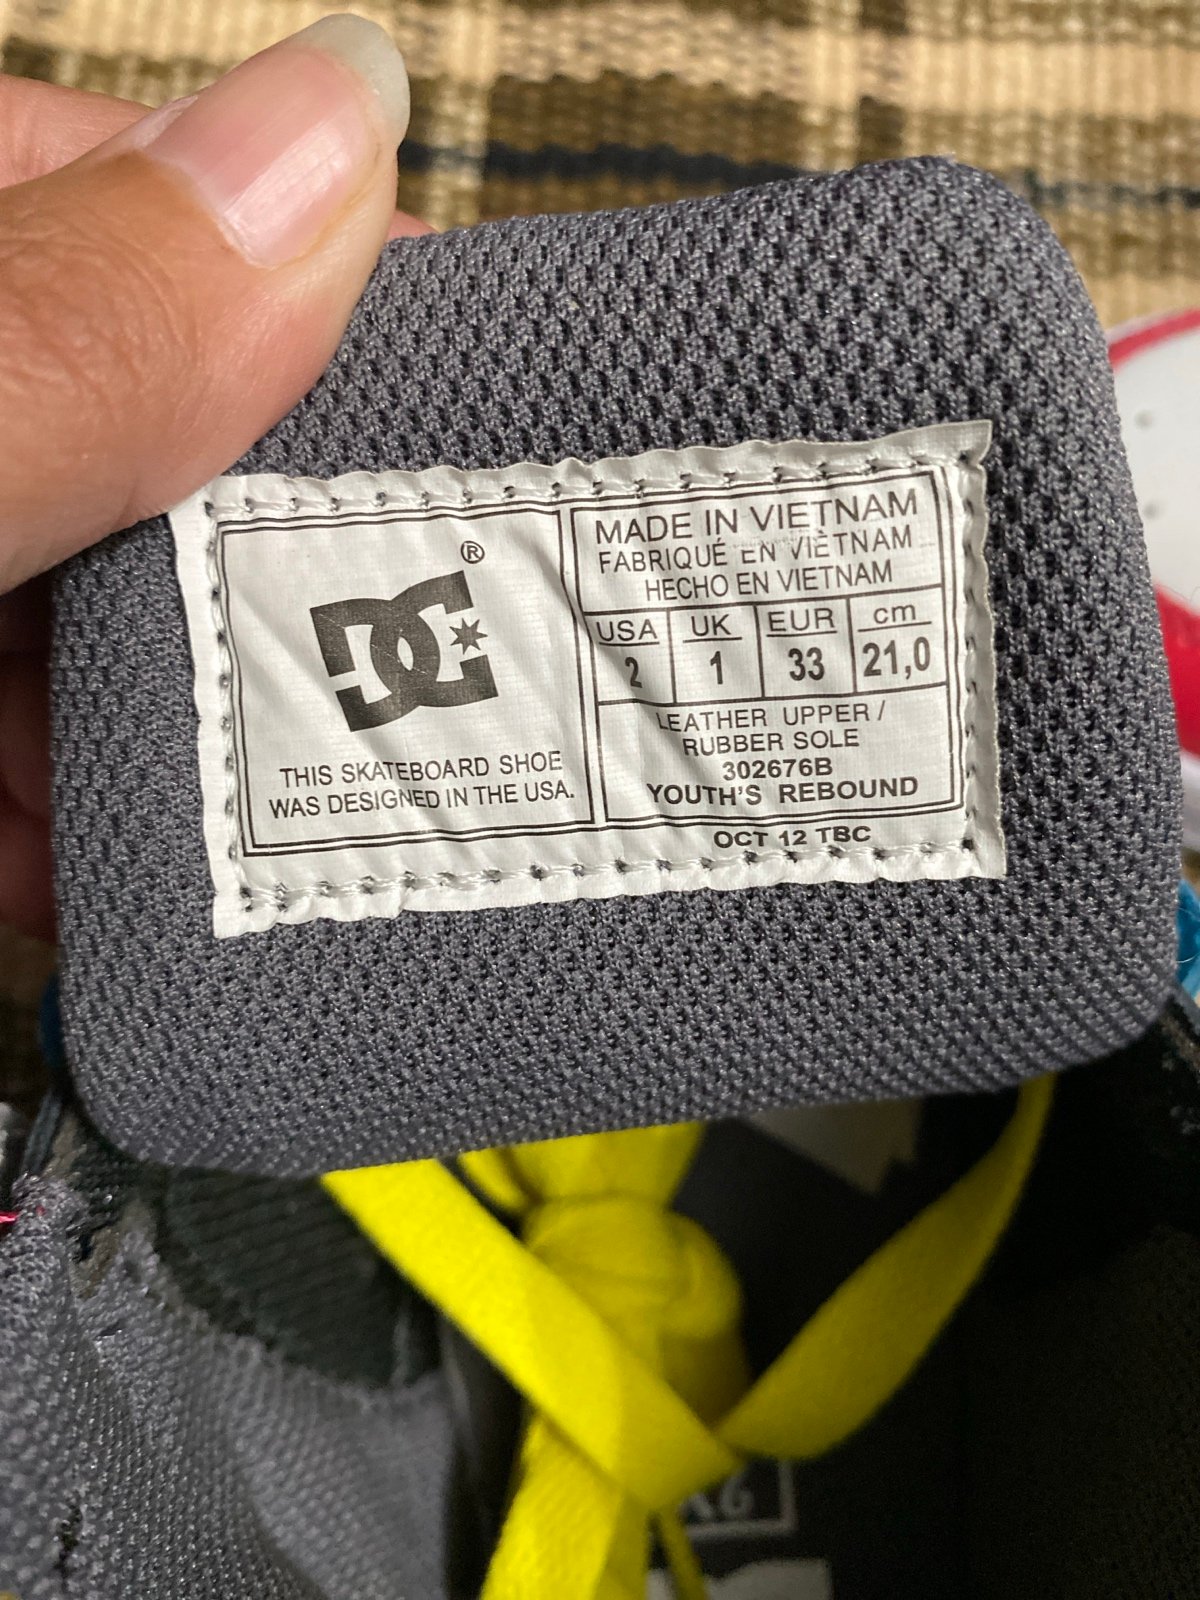 DC®
THIS SKATEBOARD SHOE
WAS DESIGNED IN THE USA.
MADE IN VIETNAM
FABRIQUÉ EN VIÊTNAM
HECHO EN VIETNAM
USA UK EUR cm
2 1 33 21,0
LEATHER UPPER /
RUBBER SOLE
302676B
YOUTH'S REBOUND
OCT 12 TBC